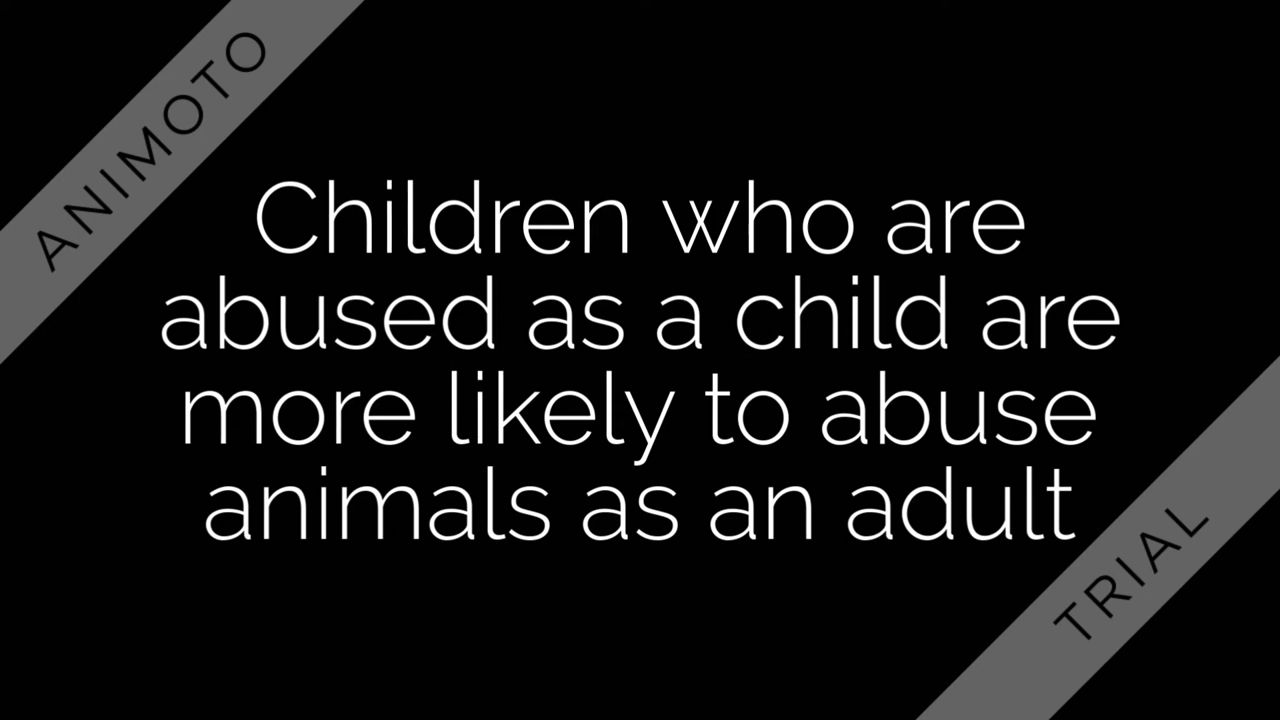 ANIMOTO
Children who are
abused as a child are
more likely to abuse
animals as an adult
TRIAL